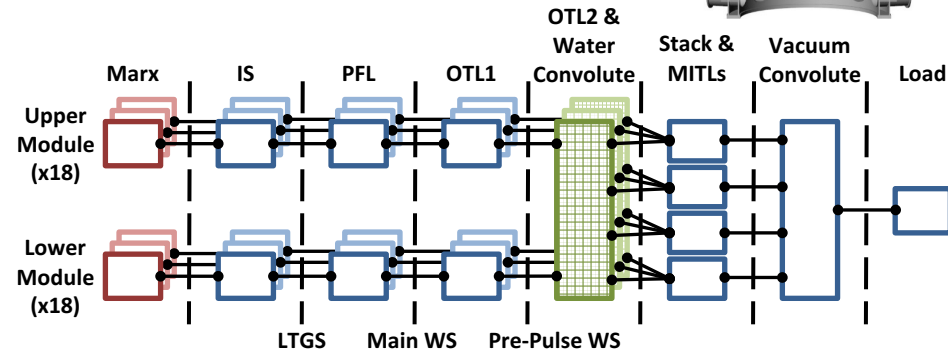 OTL2 &
Water
Convolute
Stack &
MITLs
Vacuum
Convolute
Marx
IS
PFL
OTL1
Load
Upper
Module
(x18)
Lower
Module
(x18)
LTGS
Main WS
Pre-Pulse WS